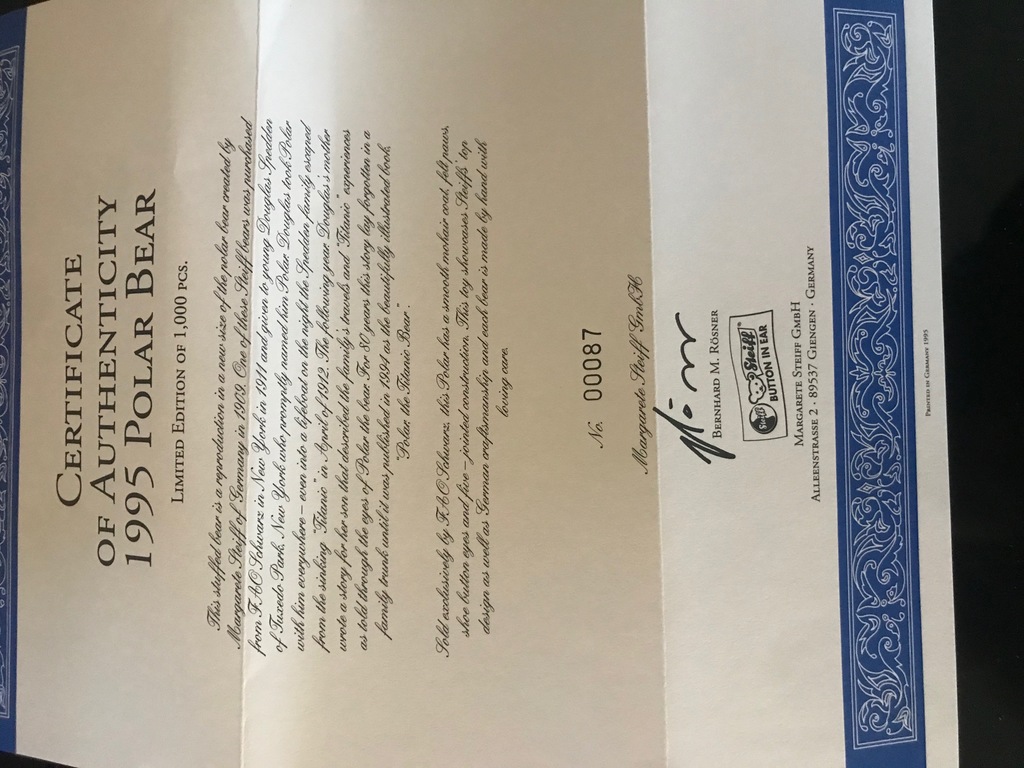 CERTIFICATE
OF AUTHENTICITY
1995 POLAR BEAR
LIMITED EDITION OF 1,000 PCS.
This steiffed bear is a reproduction in a new size of the polar bear created by
Margarete Steiff of Germany in 1909. One of these Steiff bears was purchased
from F.A.O Schwarz in New York in 1911 and given to young Douglas Spedden
of Tuxedo Park, New York who promptly named him Polar. Douglas took Polar
with him everywhere – even into a lifeboat on the night the Spedden family escaped
from the sinking "Titanic" in April of 1912. The following year, Douglas's mother
wrote a story for her son that described the family's travels and "Titanic" experiences
as told through the eyes of Polar the bear. For 80 years this story lay forgotten in a
family trunk until it was published in 1994 as the beautifully illustrated book,
"Polar the Titanic Bear".
Sold exclusively by F.A.O Schwarz, this Polar has a smooth mohair coat, felt paws,
shoe button eyes and five – jointed construction. This toy showcases Steiff's' top
design as well as German craftsmanship and each bear is made by hand with
loving care.
No. 00087
Margarete Steiff GmbH
BERNHARD M. RÖSNER
Steiff Steiff®
BUTTON IN EAR
MARGARETE STEIFF GMBH
ALLEENSTRASSE 2 · 89537 GIENGEN · GERMANY
PRINTED IN GERMANY 1995